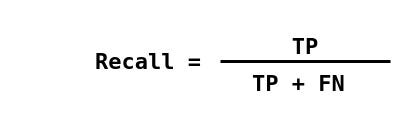 TP
Recall =
TP + FN